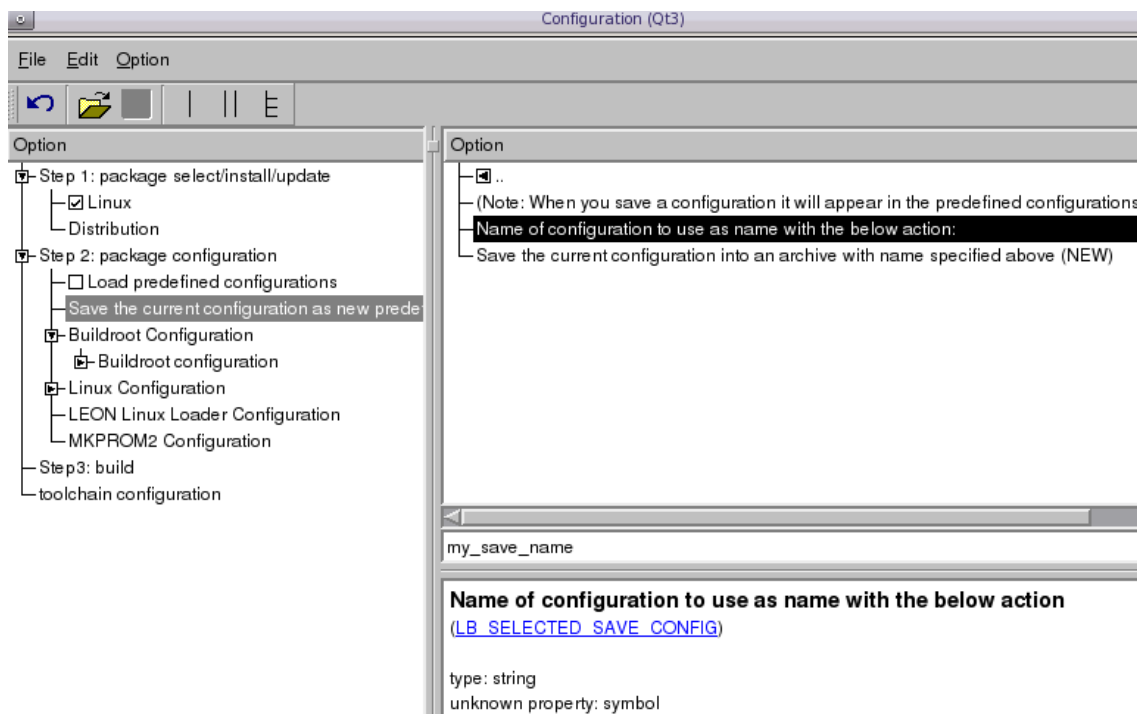 Configuration (Qt3)
File Edit Option
Option
Step 1: package select/install/update
Linux
Distribution
Step 2: package configuration
Load predefined configurations
Save the current configuration as new prede
Buildroot Configuration
Buildroot configuration
Linux Configuration
LEON Linux Loader Configuration
MKPROM2 Configuration
Step3: build
toolchain configuration
Option
..
(Note: When you save a configuration it will appear in the predefined configurations
Name of configuration to use as name with the below action:
Save the current configuration into an archive with name specified above (NEW)
my_save_name
Name of configuration to use as name with the below action
(LB_SELECTED_SAVE_CONFIG)
type: string
unknown property: symbol